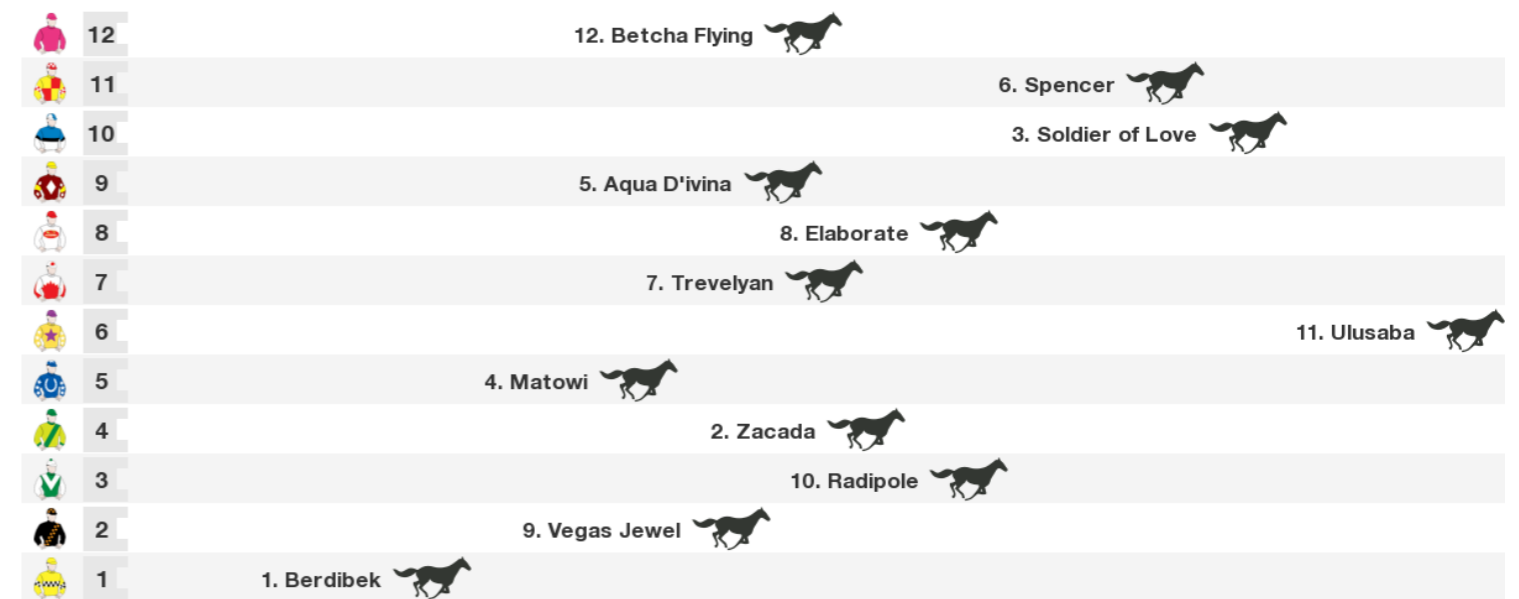 12 12. Betcha Flying
11 6. Spencer
10 3. Soldier of Love
9 5. Aqua D'ivina
8 8. Elaborate
7 7. Trevelyan
6 11. Ulusaba
5 4. Matowi
4 2. Zacada
3 10. Radipole
2 9. Vegas Jewel
1 1. Berdibek